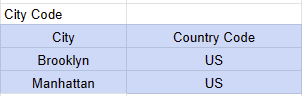 City Code
City Country Code
Brooklyn US
Manhattan US